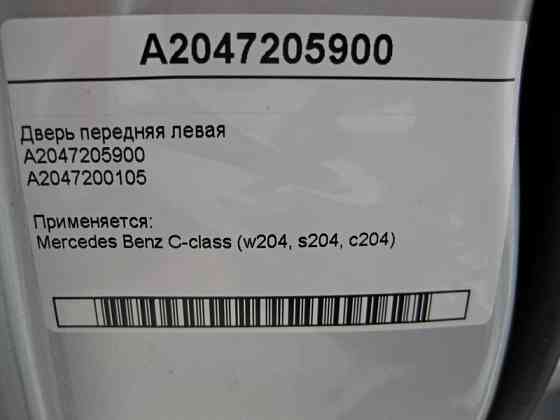 A2047205900
Дверь передняя левая
A2047205900
A2047200105
Применяется:
Mercedes Benz C-class (w204, s204, c204)